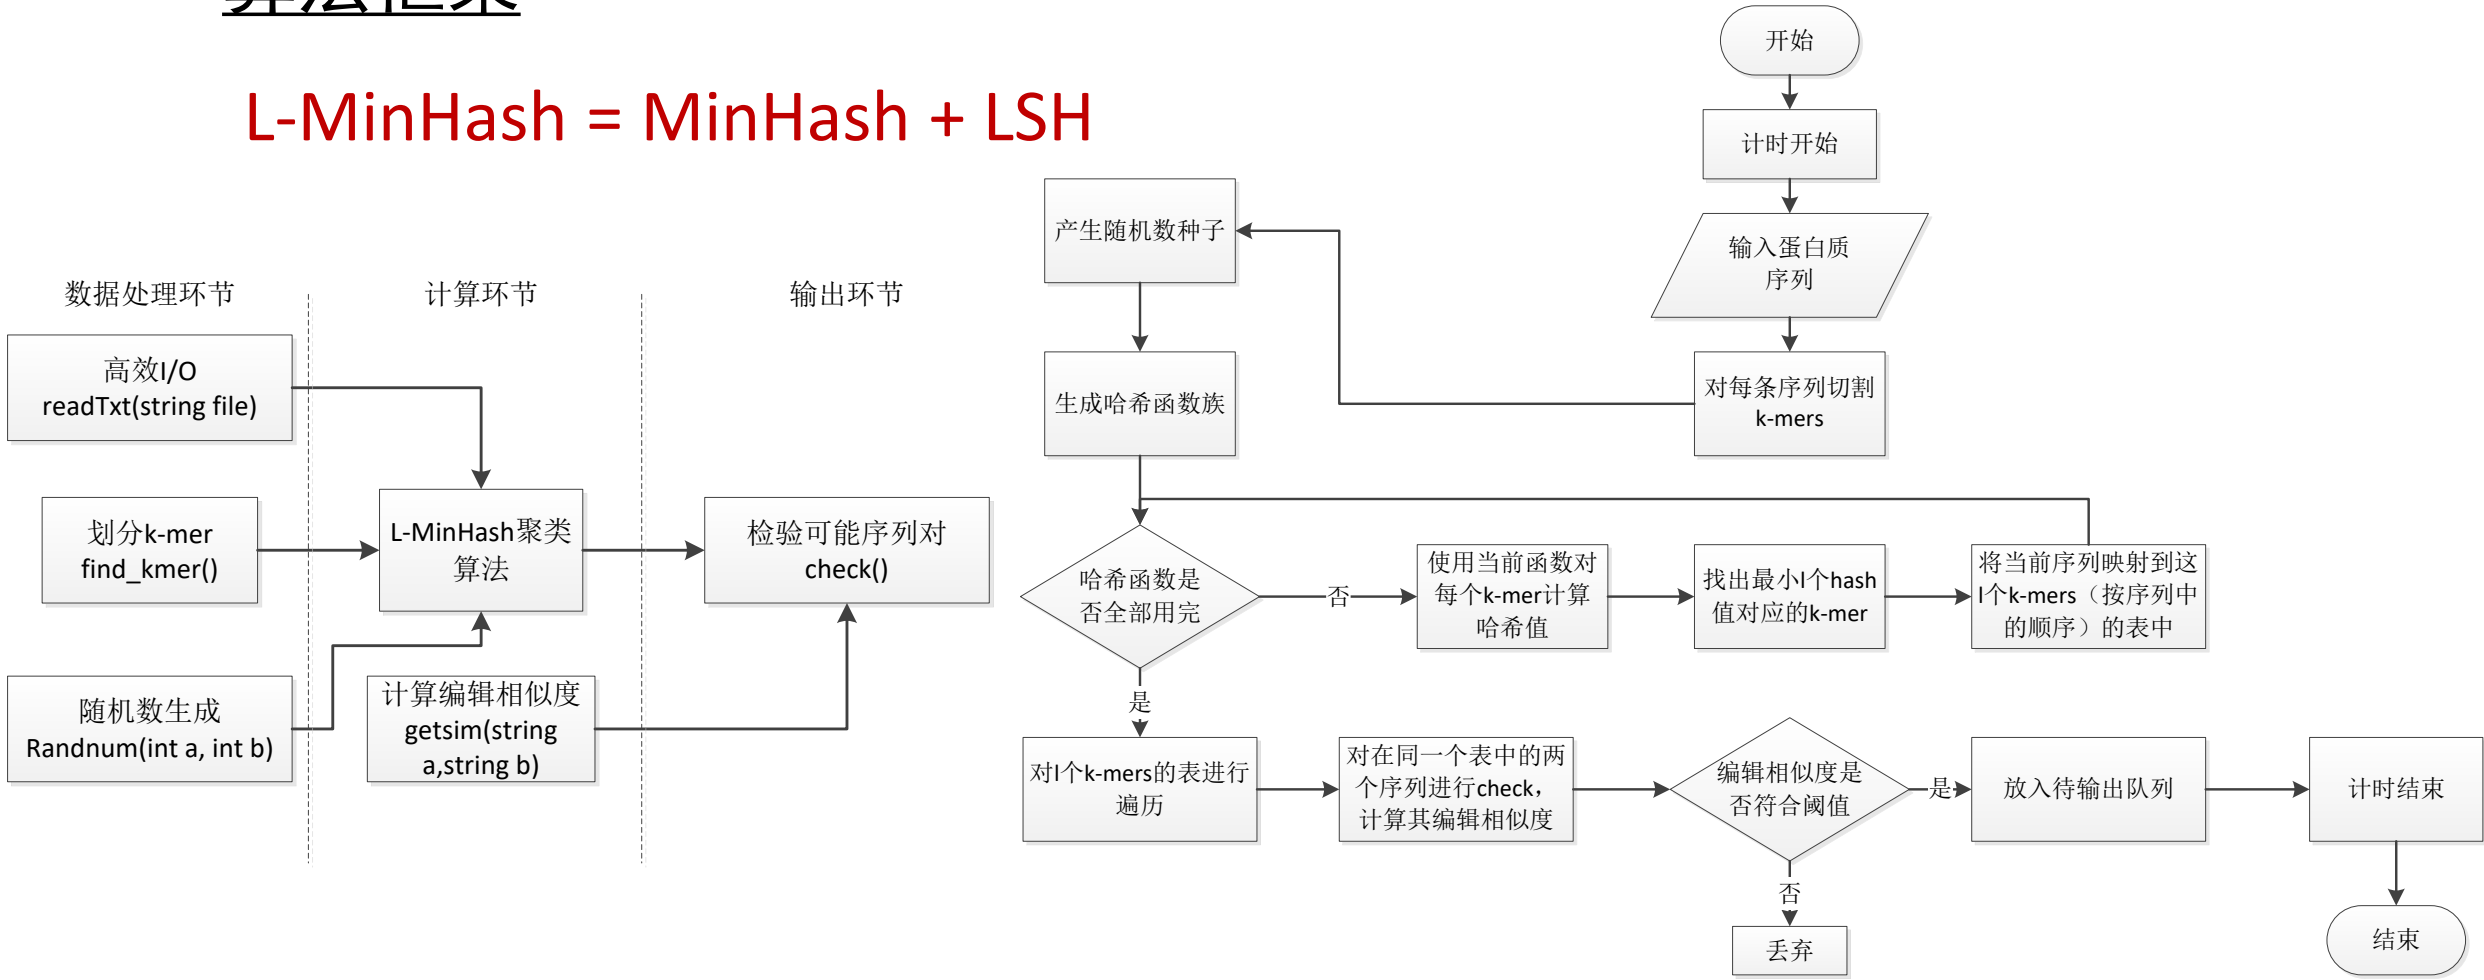 算法框架
L-MinHash = MinHash + LSH
数据处理环节
计算环节
输出环节
高效I/O
readTxt(string file)
划分k-mer
find_kmer()
随机数生成
Randnum(int a, int b)
L-MinHash聚类
算法
计算编辑相似度
getsim(string
a,string b)
检验可能序列对
check()
开始
计时开始
输入蛋白质
序列
对每条序列切割
k-mers
产生随机数种子
生成哈希函数族
哈希函数是
否全部用完
否
使用当前函数对
每个k-mer计算
哈希值
找出最小l个hash
值对应的k-mer
将当前序列映射到这
l个k-mers（按序列中
的顺序）的表中
是
对l个k-mers的表进行
遍历
对在同一个表中的两
个序列进行check，
计算其编辑相似度
编辑相似度是
否符合阈值
是
放入待输出队列
计时结束
否
丢弃
结束